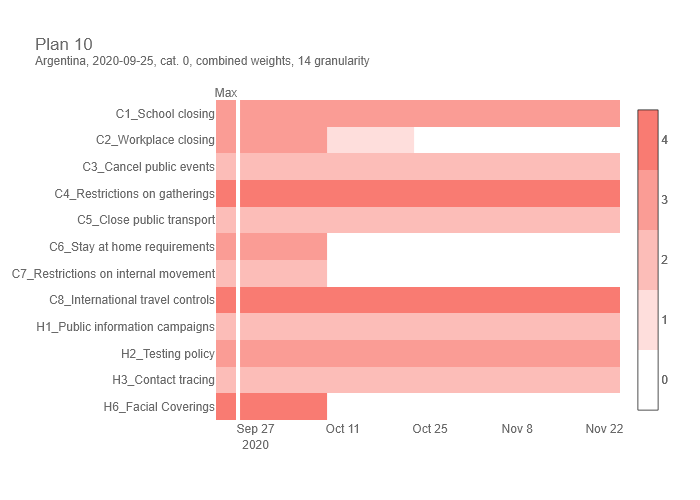 Plan 10
Argentina, 2020-09-25, cat. 0, combined weights, 14 granularity
Max
C1_School closing
C2_Workplace closing
C3_Cancel public events
C4_Restrictions on gatherings
C5_Close public transport
C6_Stay at home requirements
C7_Restrictions on internal movement
C8_International travel controls
H1_Public information campaigns
H2_Testing policy
H3_Contact tracing
H6_Facial Coverings
Sep 27 Oct 11 Oct 25 Nov 8 Nov 22
2020
4
3
2
1
0